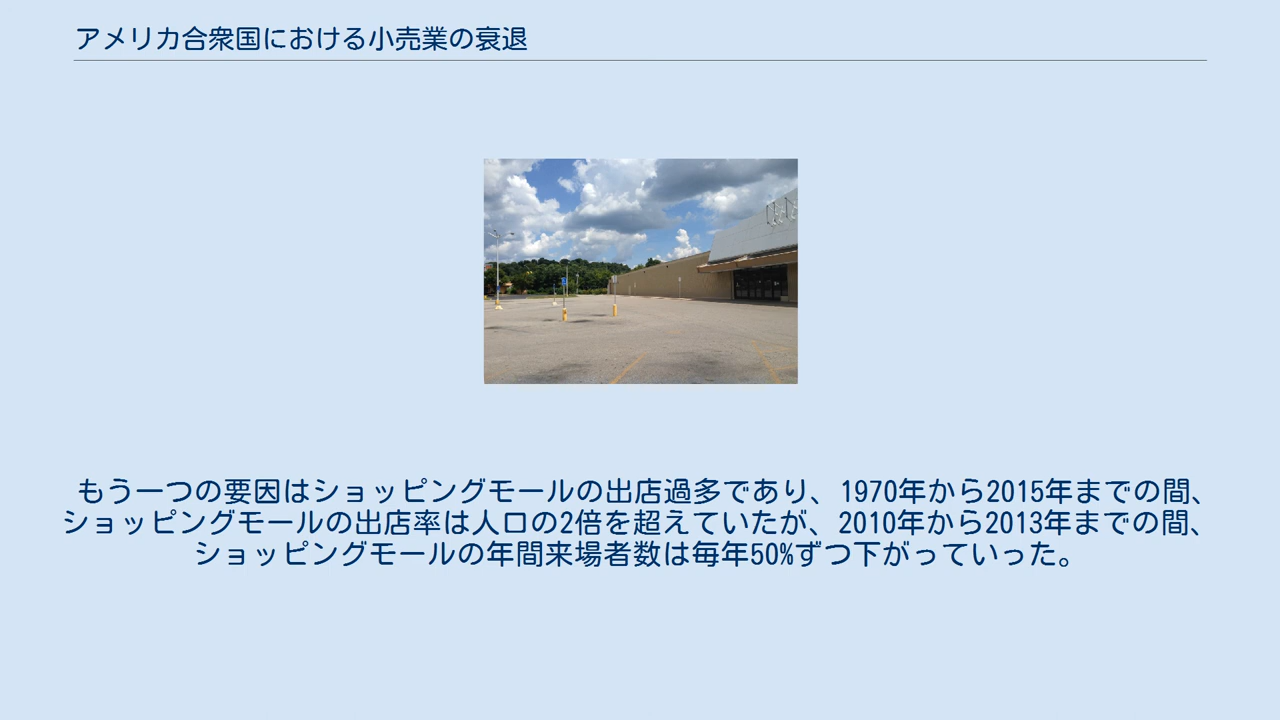 アメリカ合衆国における小売業の衰退
もう一つの要因はショッピングモールの出店過多であり、1970年から2015年までの間、
ショッピングモールの出店率は人口の2倍を超えていたが、2010年から2013年までの間、
ショッピングモールの年間来場者数は毎年50%ずつ下がっていった。